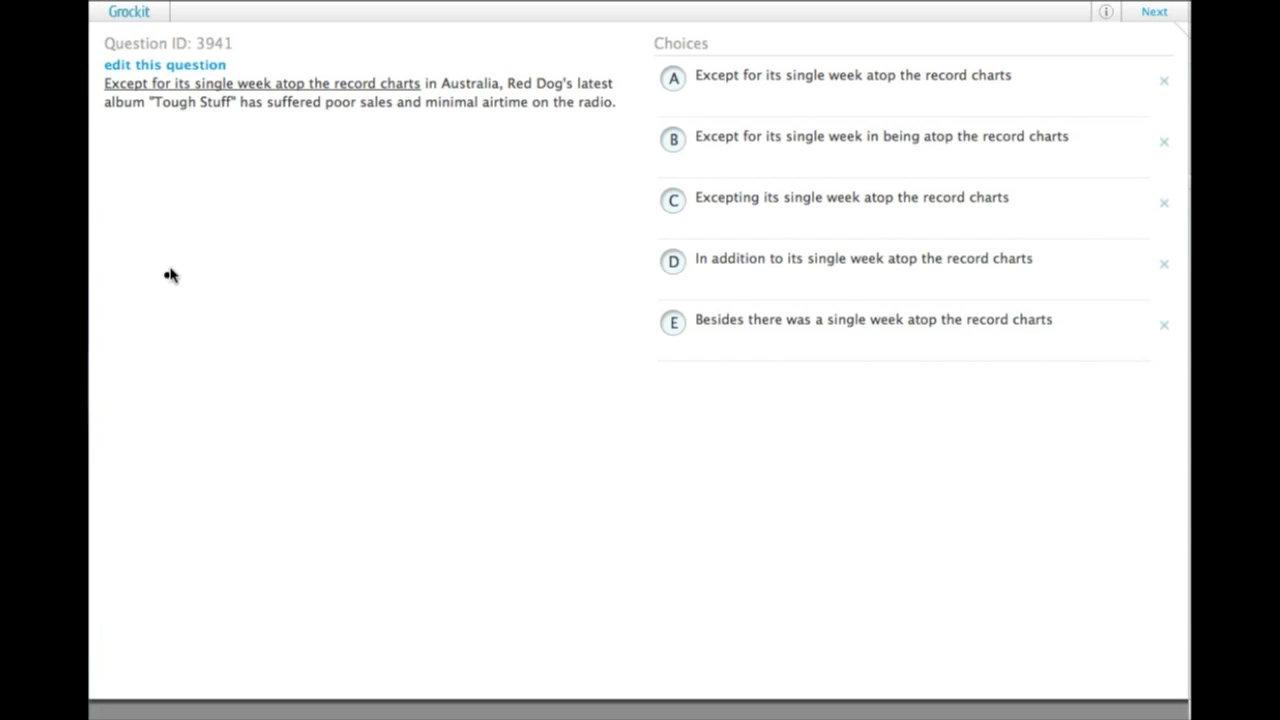 Grockit
Next
Question ID: 3941
edit this question
Except for its single week atop the record charts in Australia, Red Dog's latest
album "Tough Stuff" has suffered poor sales and minimal airtime on the radio.
Choices
A Except for its single week atop the record charts
B Except for its single week in being atop the record charts
C Excepting its single week atop the record charts
D In addition to its single week atop the record charts
E Besides there was a single week atop the record charts